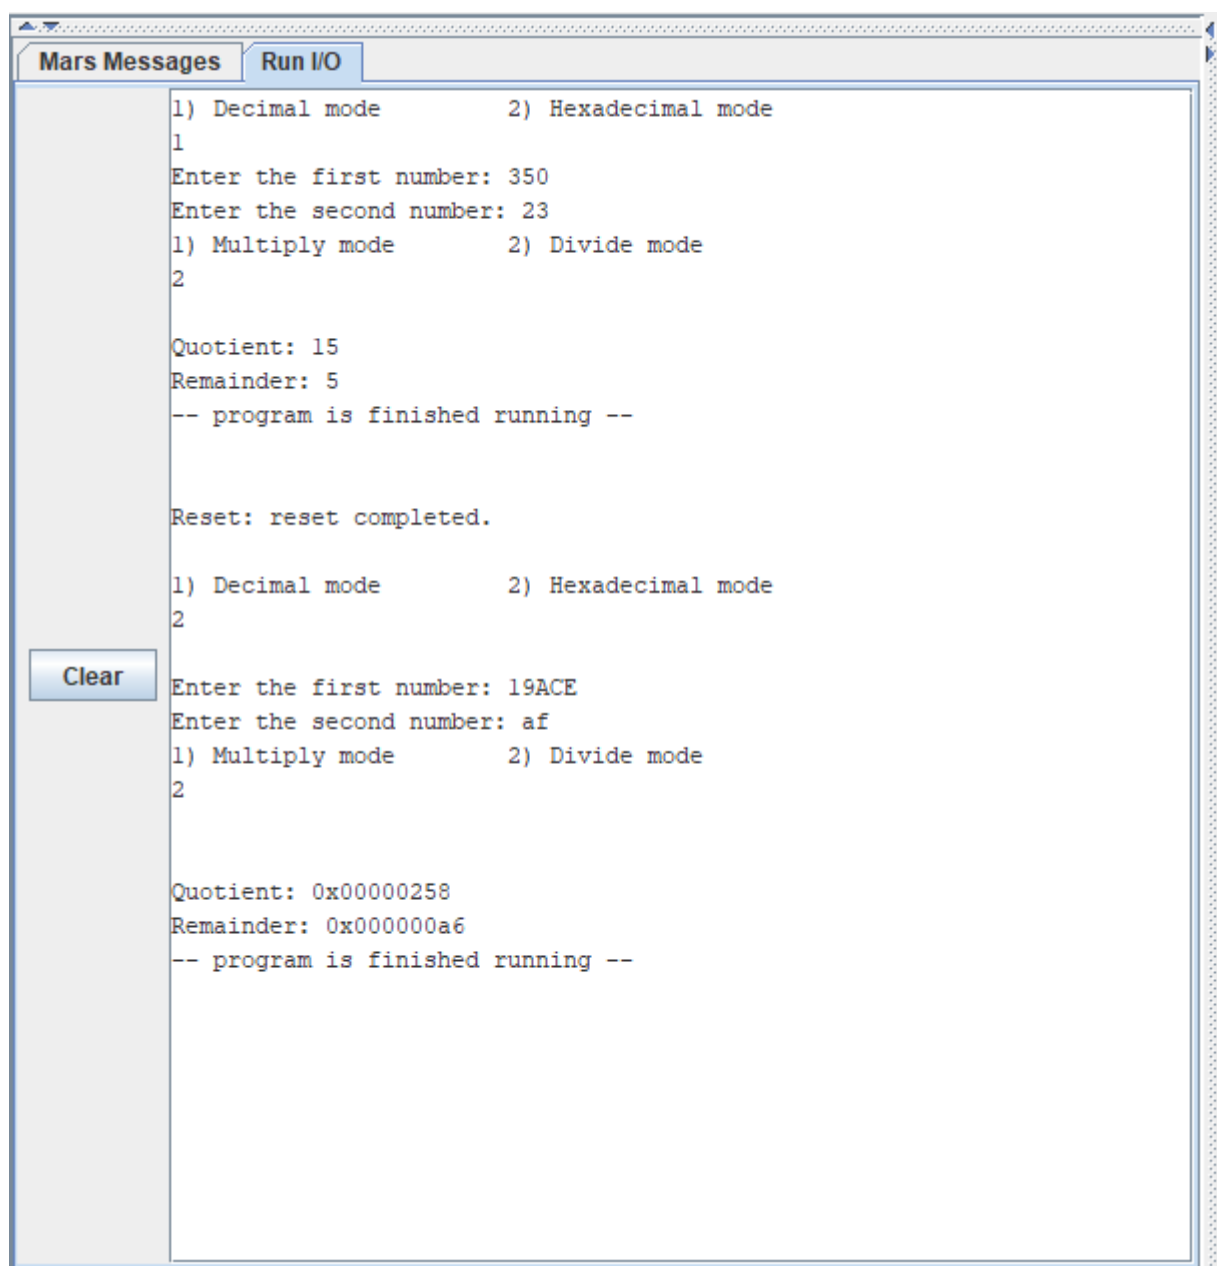 Mars Messages Run I/O
1) Decimal mode 2) Hexadecimal mode
1
Enter the first number: 350
Enter the second number: 23
1) Multiply mode 2) Divide mode
2
Quotient: 15
Remainder: 5
-- program is finished running --
Reset: reset completed.
1) Decimal mode 2) Hexadecimal mode
2
Clear
Enter the first number: 19ACE
Enter the second number: af
1) Multiply mode 2) Divide mode
2
Quotient: 0x00000258
Remainder: 0x000000a6
-- program is finished running --